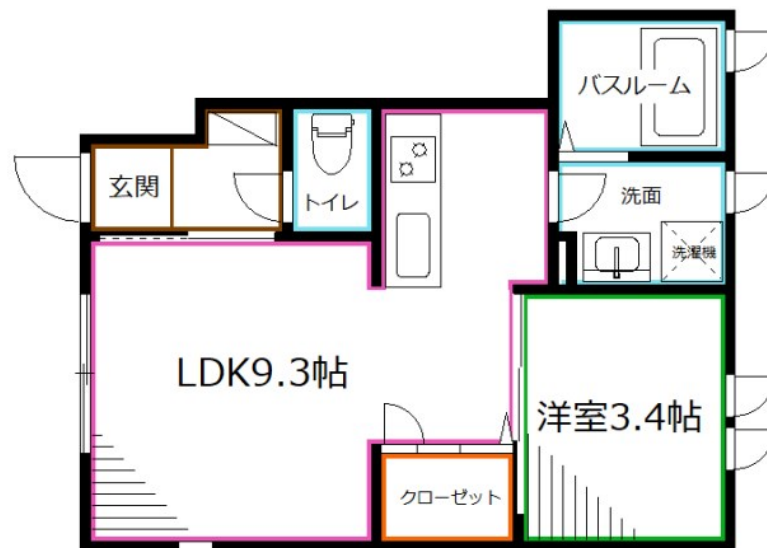 バスルーム
玄関
トイレ
洗面
洗濯機
LDK9.3帖
洋室3.4帖
クローゼット